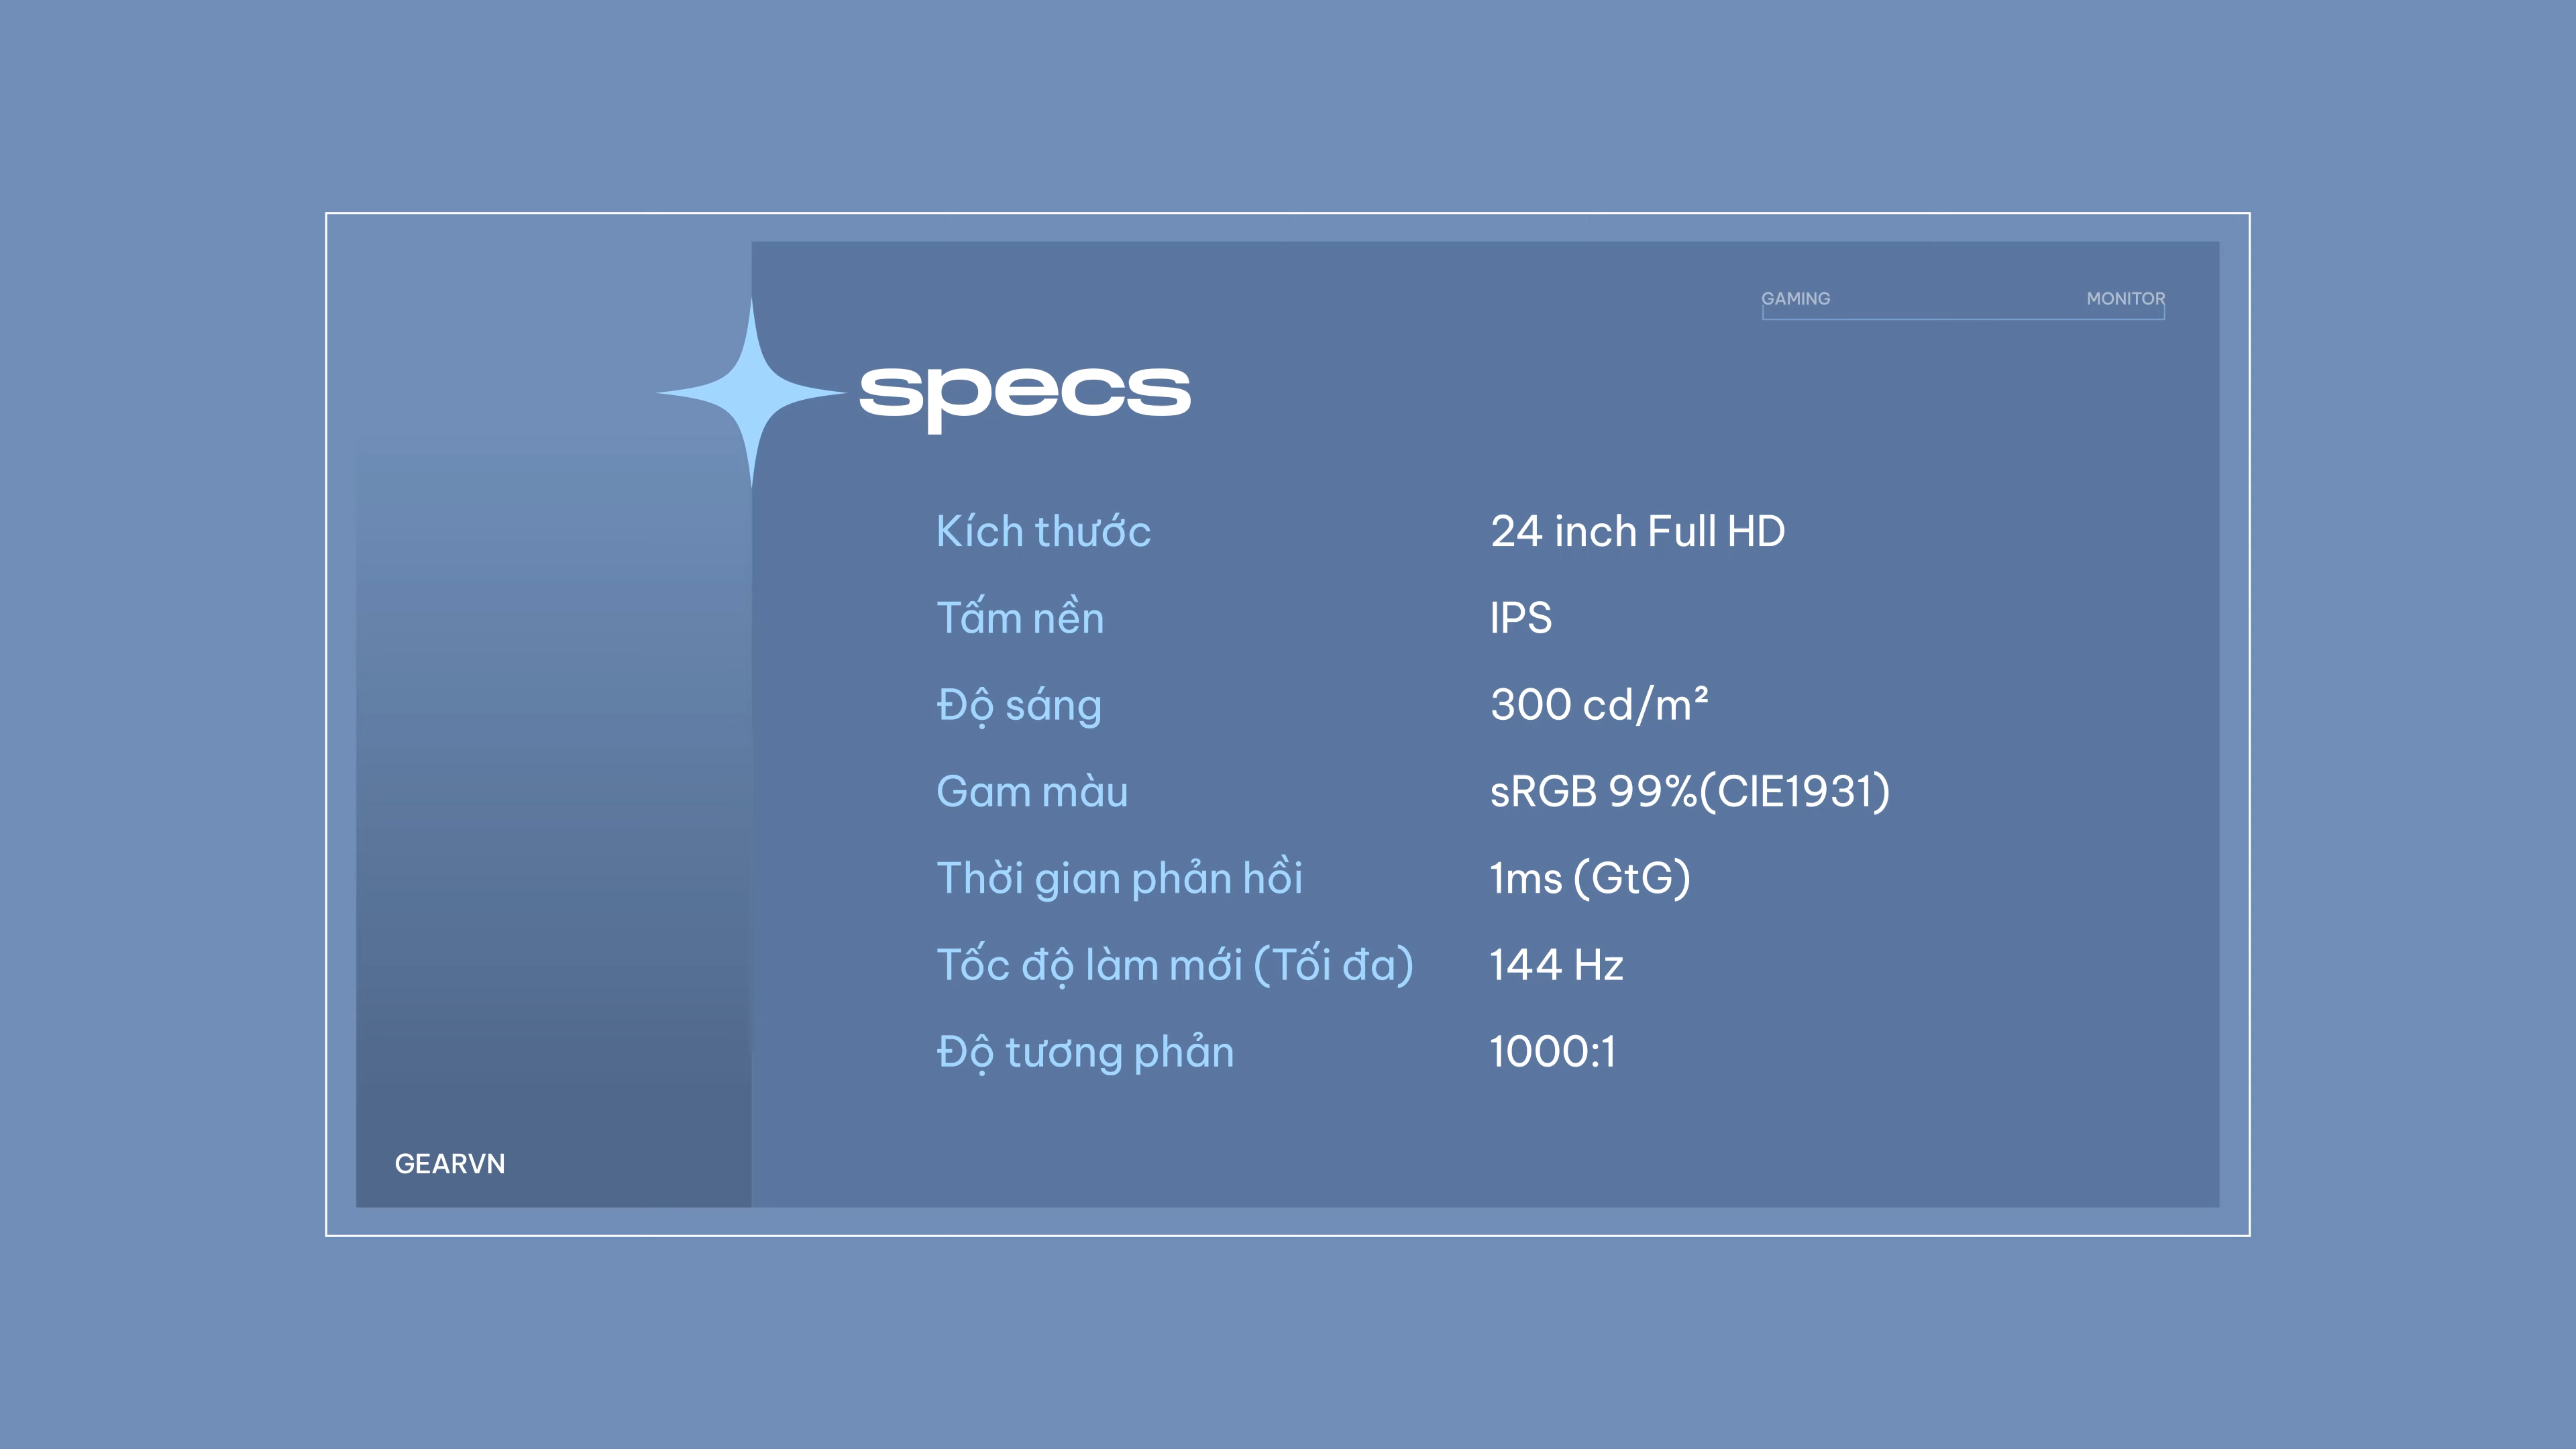 GAMING MONITOR
specs
Kích thước 24 inch Full HD
Tấm nền IPS
Độ sáng 300 cd/m²
Gam màu sRGB 99%(CIE1931)
Thời gian phản hồi 1ms (GtG)
Tốc độ làm mới (Tối đa) 144 Hz
Độ tương phản 1000:1
GEARVN